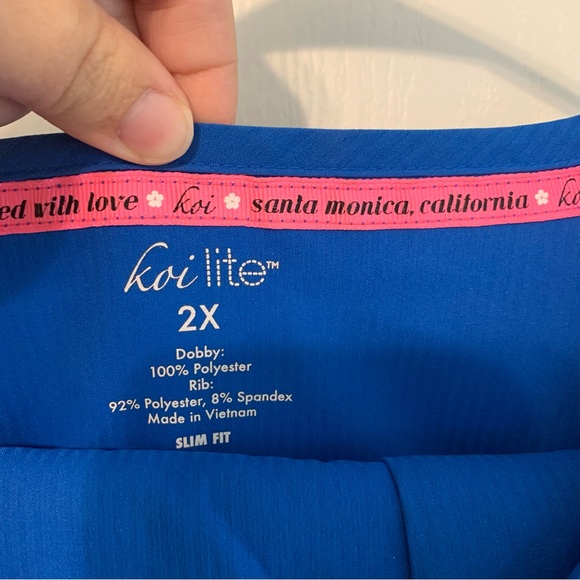 with love koi santa monica, california
koi lite™
2X
Dobby:
100% Polyester
Rib:
92% Polyester, 8% Spandex
Made in Vietnam
SLIM FIT